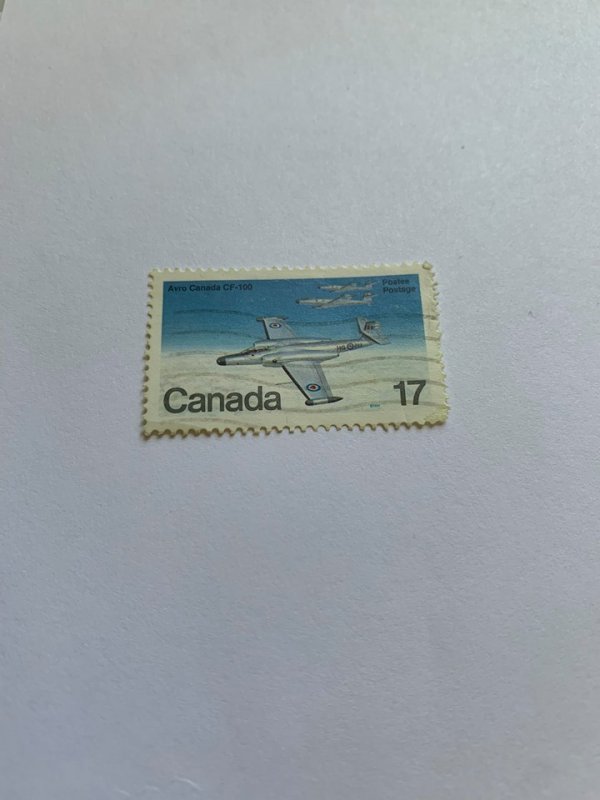 Avro Canada CF-100
Postes
Postage
Canada
17